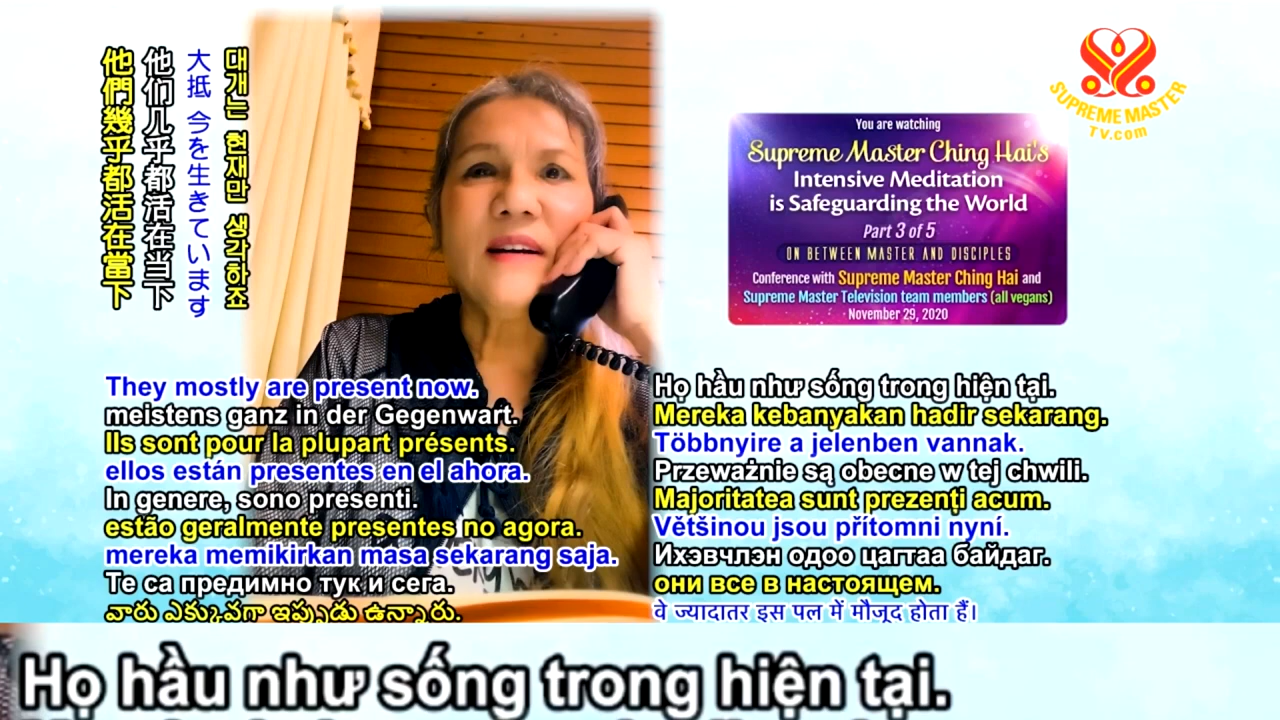 他們幾乎都活在當下
他们几乎都活在当下
大抵 今を生きています
대개는 현재만 생각하죠
SUPREME MASTER
TV.com
You are watching
Supreme Master Ching Hai's
Intensive Meditation
is Safeguarding the World
Part 3 of 5
ON BETWEEN MASTER AND DISCIPLES
Conference with Supreme Master Ching Hai and
Supreme Master Television team members (all vegans)
November 29, 2020
They mostly are present now.
meistens ganz in der Gegenwart.
Ils sont pour la plupart présents.
ellos están presentes en el ahora.
In genere, sono presenti.
estão geralmente presentes no agora.
mereka memikirkan masa sekarang saja.
Те са предимно тук и сега.
వారు ఎక్కువగా ఇప్పుడు ఉన్నారు.
Họ hầu như sống trong hiện tại.
Mereka kebanyakan hadir sekarang.
Többnyire a jelenben vannak.
Przeważnie są obecne w tej chwili.
Majoritatea sunt prezenți acum.
Většinou jsou přítomni nyní.
Ихэвчлэн одоо цагтаа байдаг.
они все в настоящем.
वे ज्यादातर इस पल में मौजूद होता हैं।
Họ hầu như sống trong hiện tại.